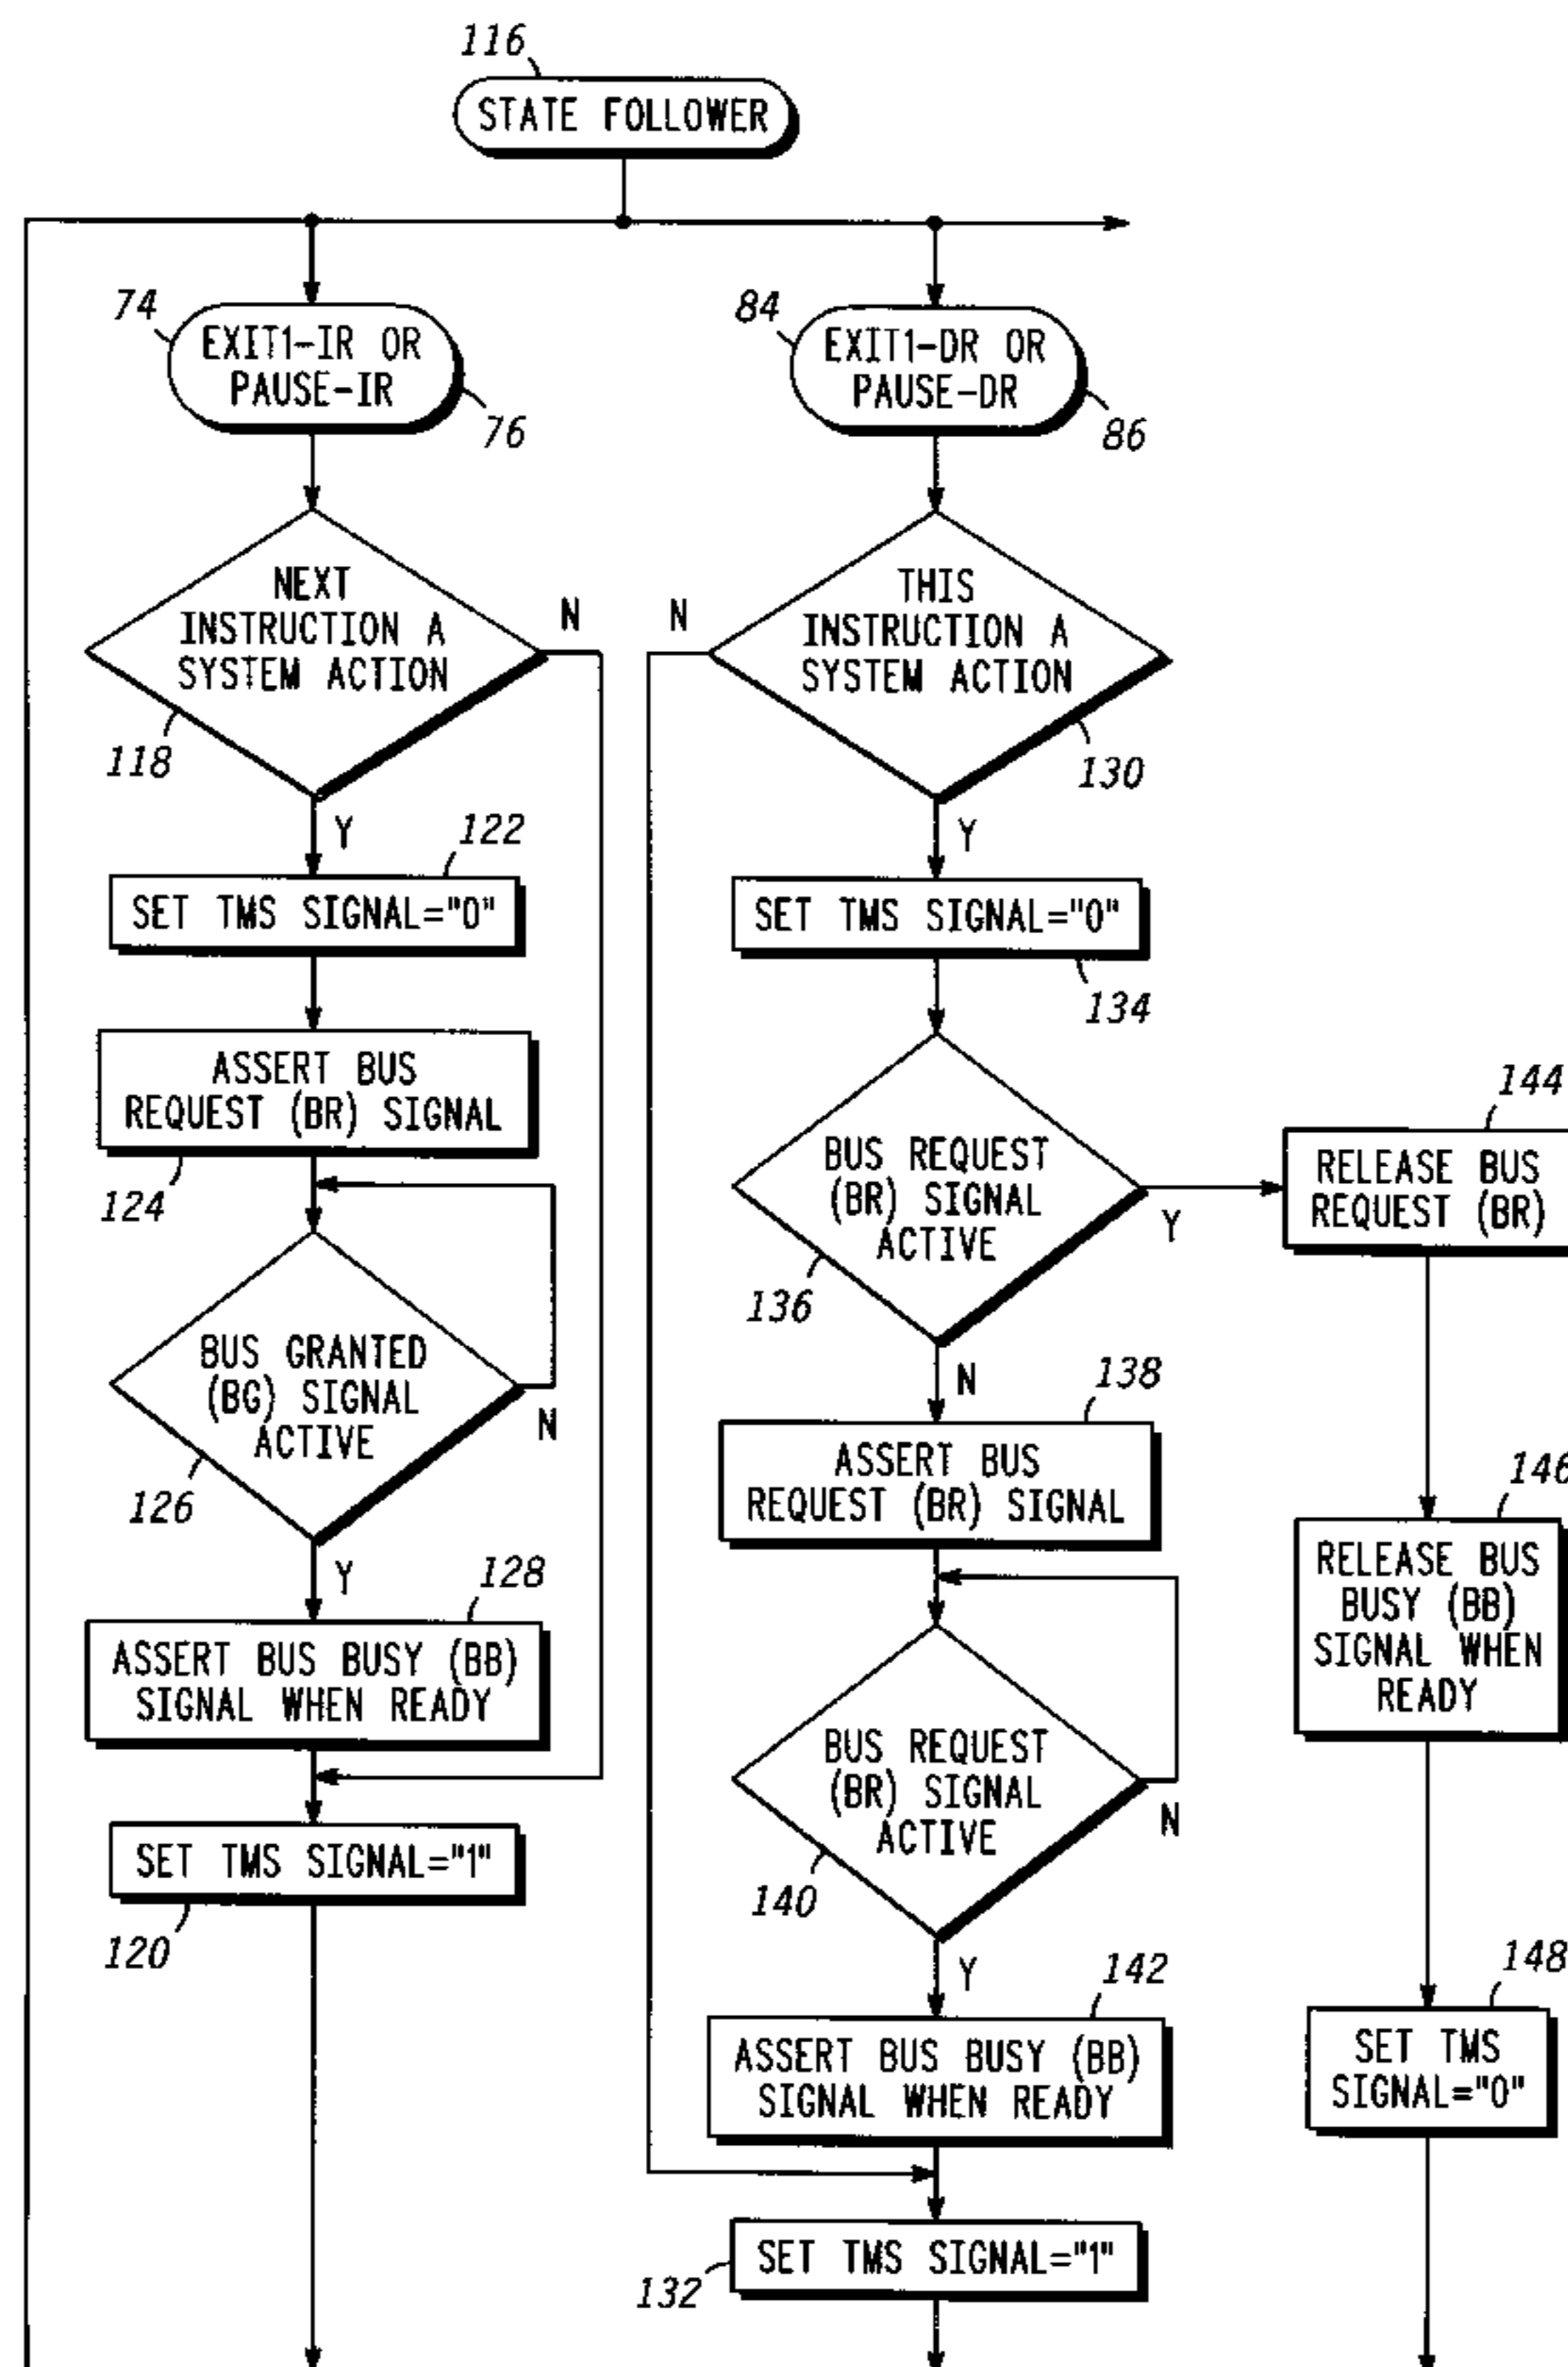 116
STATE FOLLOWER
74
EXIT1-IR OR
PAUSE-IR
76
NEXT
INSTRUCTION A
SYSTEM ACTION
N
118
Y
122
SET TMS SIGNAL="0"
ASSERT BUS
REQUEST (BR) SIGNAL
124
BUS GRANTED
(BG) SIGNAL
ACTIVE
N
126
Y
128
ASSERT BUS BUSY (BB)
SIGNAL WHEN READY
SET TMS SIGNAL="1"
120
84
EXIT1-DR OR
PAUSE-DR
86
N
THIS
INSTRUCTION A
SYSTEM ACTION
130
Y
SET TMS SIGNAL="0"
134
BUS REQUEST
(BR) SIGNAL
ACTIVE
Y
136
N
138
ASSERT BUS
REQUEST (BR) SIGNAL
BUS REQUEST
(BR) SIGNAL
ACTIVE
N
140
Y
142
ASSERT BUS BUSY (BB)
SIGNAL WHEN READY
SET TMS SIGNAL="1"
132
144
RELEASE BUS
REQUEST (BR)
146
RELEASE BUS
BUSY (BB)
SIGNAL WHEN
READY
148
SET TMS
SIGNAL="0"